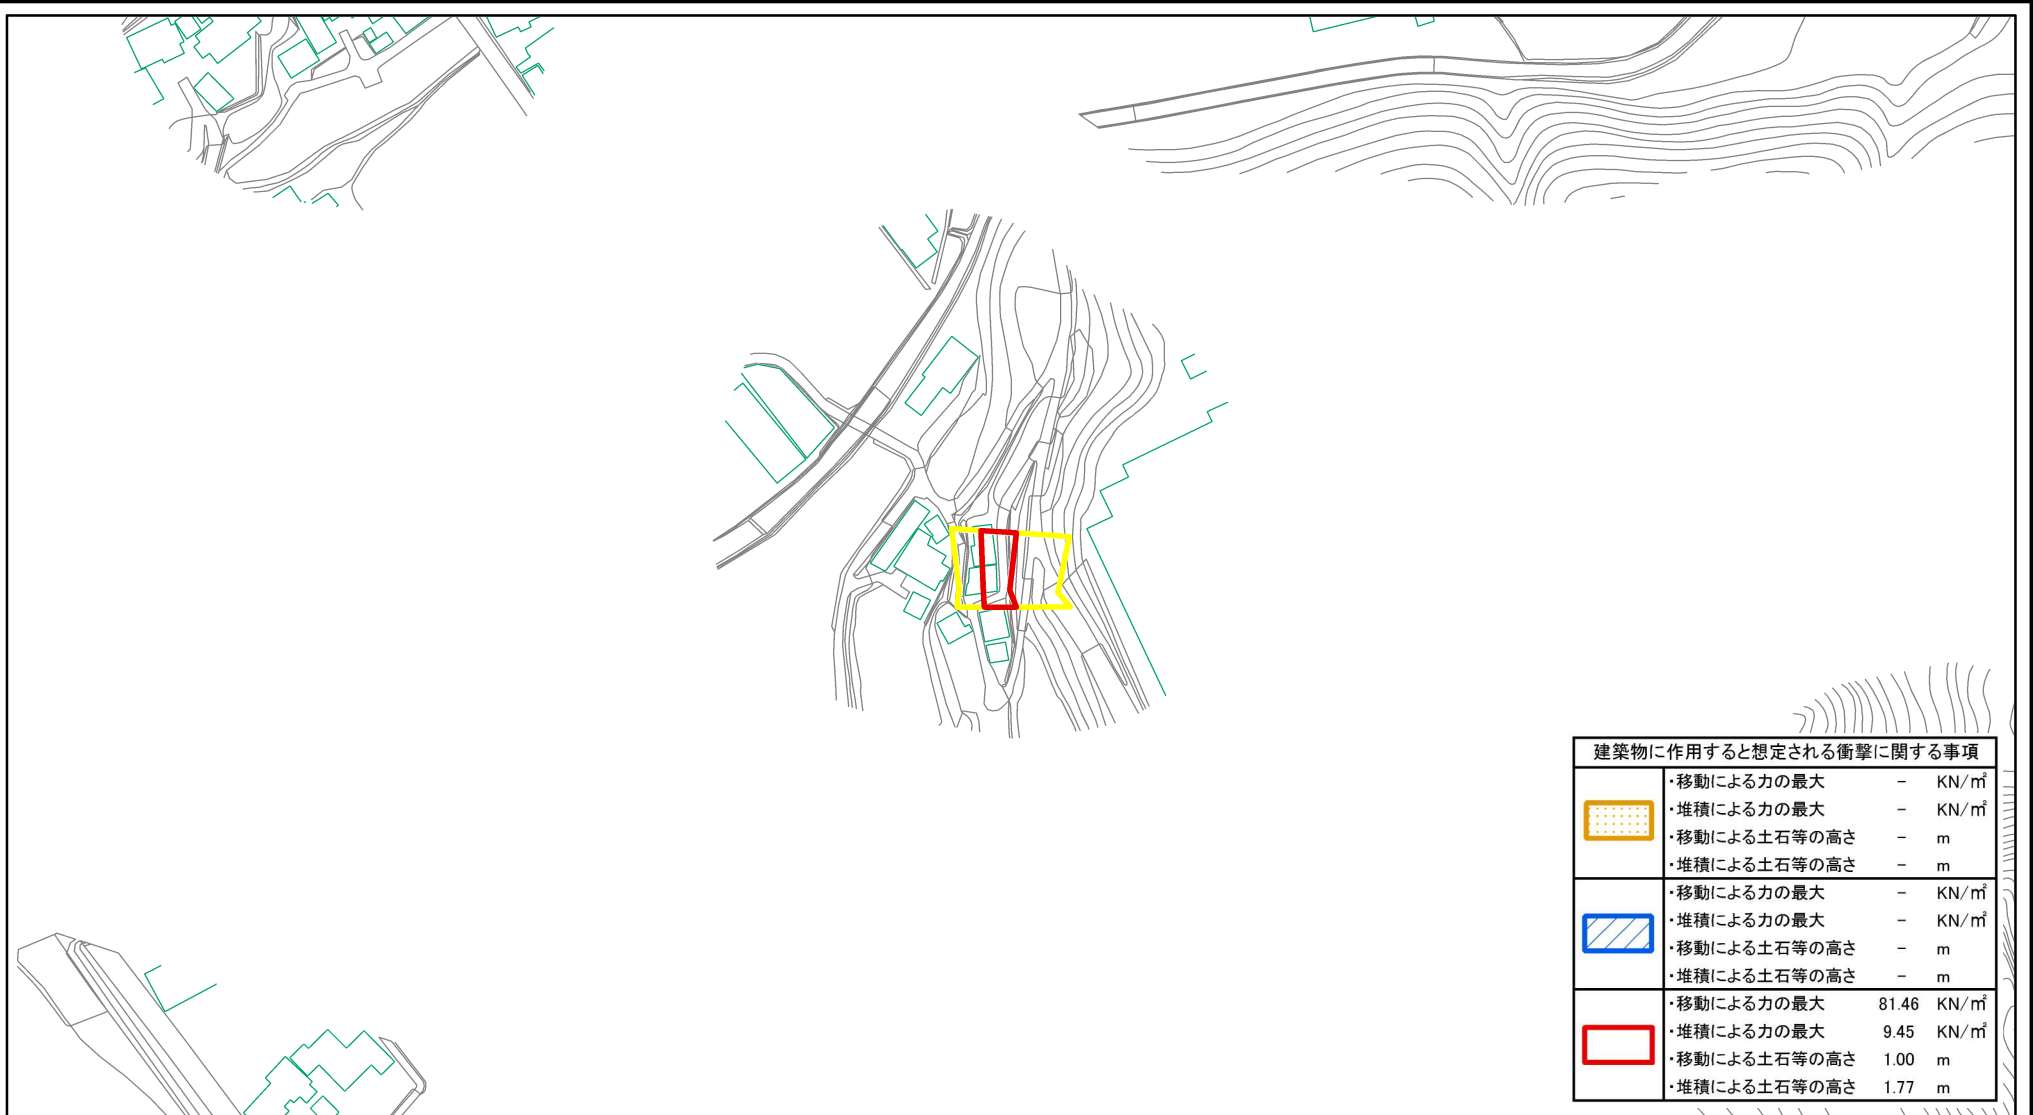 建築物に作用すると想定される衝撃に関する事項
・移動による力の最大 － KN/㎡
・堆積による力の最大 － KN/㎡
・移動による土石等の高さ － m
・堆積による土石等の高さ － m
・移動による力の最大 － KN/㎡
・堆積による力の最大 － KN/㎡
・移動による土石等の高さ － m
・堆積による土石等の高さ － m
・移動による力の最大 81.46 KN/㎡
・堆積による力の最大 9.45 KN/㎡
・移動による土石等の高さ 1.00 m
・堆積による土石等の高さ 1.77 m